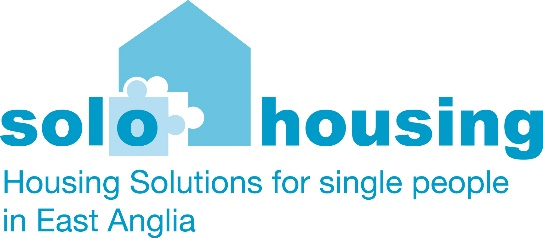 solo housing
Housing Solutions for single people
in East Anglia